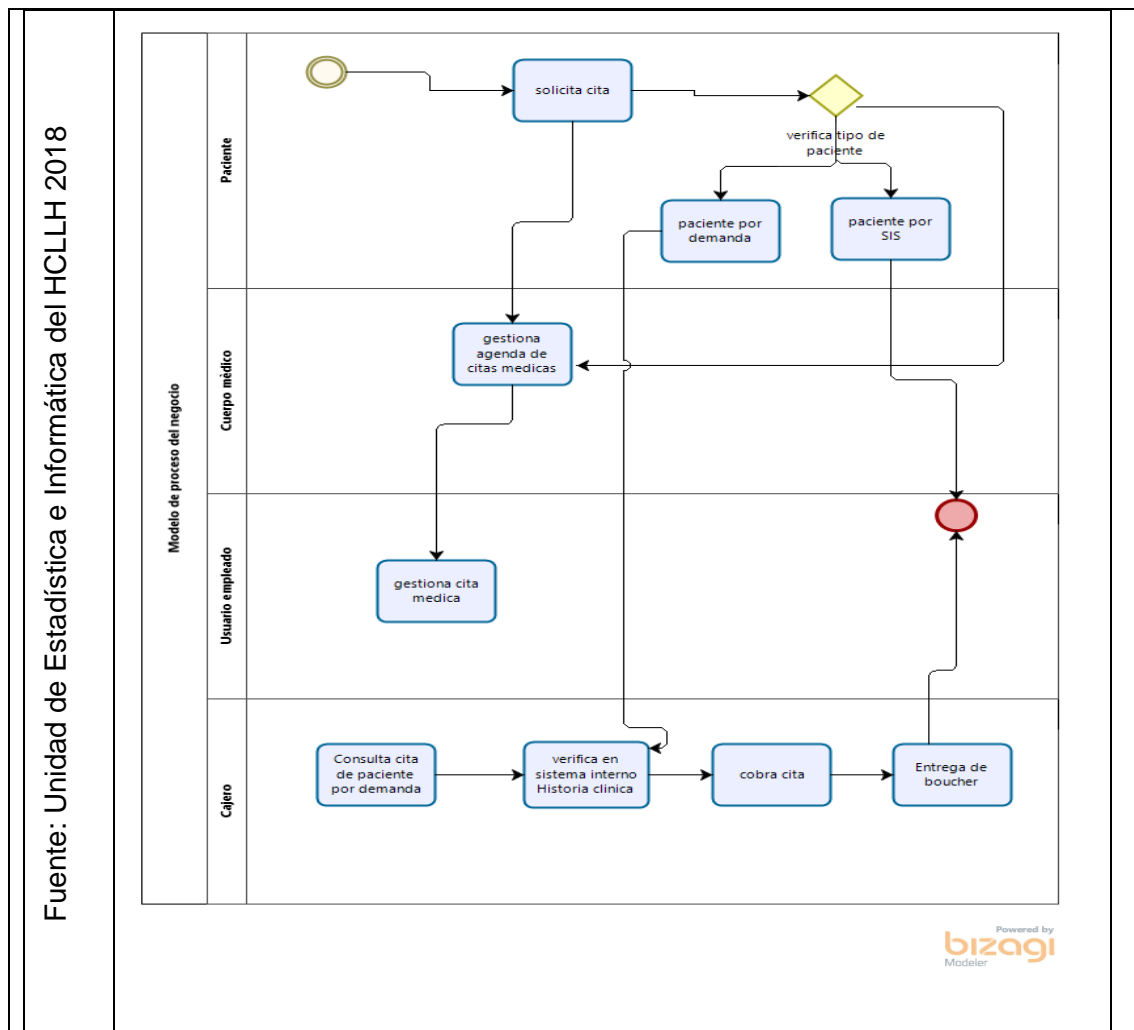 Fuente: Unidad de Estadística e Informática del HCLLH 2018
Modelo de proceso del negocio
Paciente
solicita cita
verifica tipo de
paciente
paciente por
demanda
paciente por
SIS
Cuerpo mèdico
gestiona
agenda de
citas medicas
Usuario empleado
gestiona cita
medica
Cajero
Consulta cita
de paciente
por demanda
verifica en
sistema interno
Historia clinica
cobra cita
Entrega de
boucher
Powered by
bizagi
Modeler